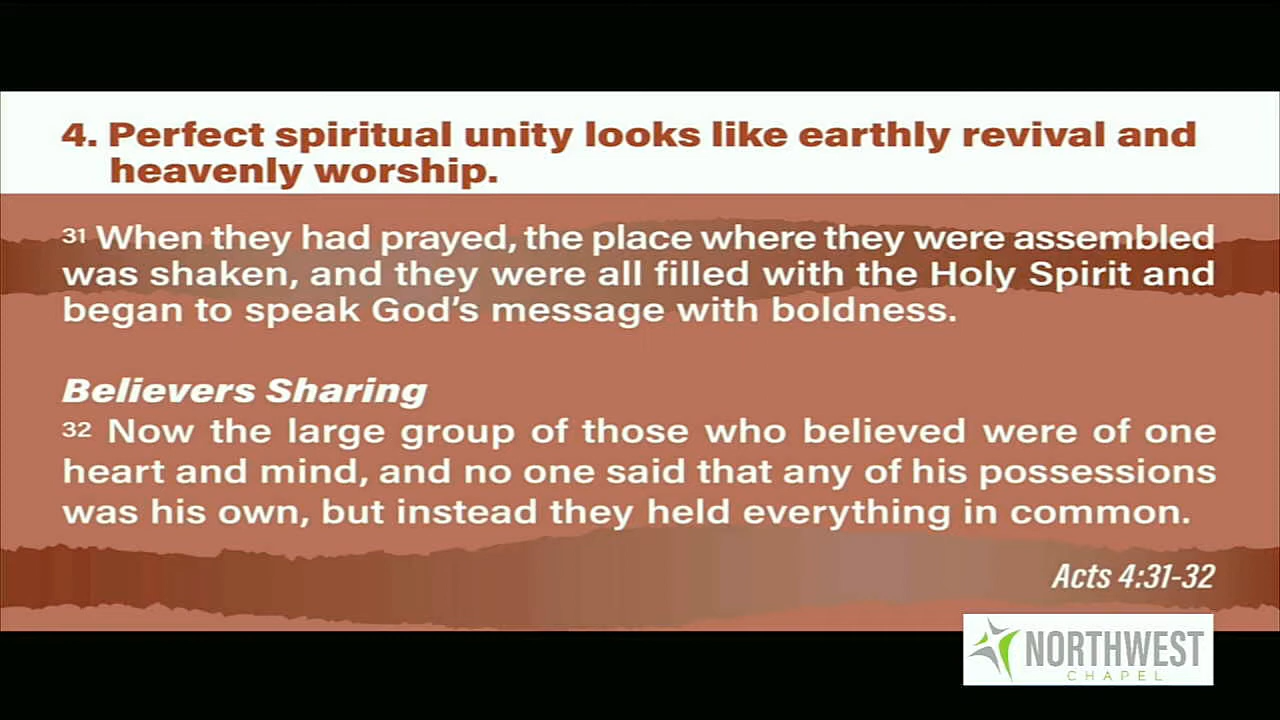 4. Perfect spiritual unity looks like earthly revival and
heavenly worship.
31 When they had prayed, the place where they were assembled
was shaken, and they were all filled with the Holy Spirit and
began to speak God's message with boldness.
Believers Sharing
32 Now the large group of those who believed were of one
heart and mind, and no one said that any of his possessions
was his own, but instead they held everything in common.
Acts 4:31-32
NORTHWEST
CHAPEL